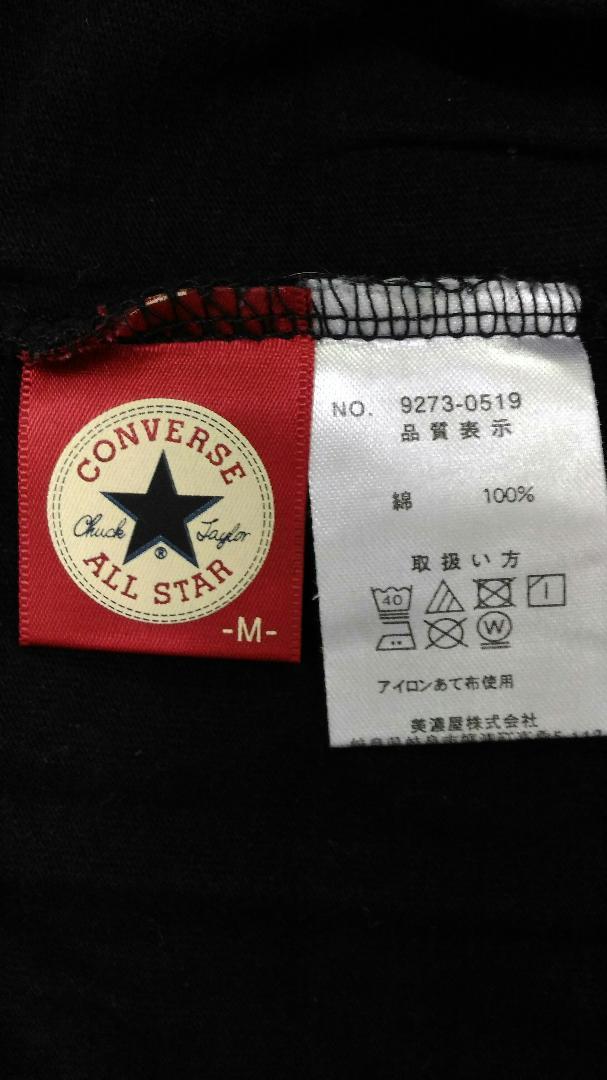 CONVERSE
Chuck Taylor
®
ALL STAR
-M-
NO. 9273-0519
品質表示
綿 100%
取扱い方
40
W
アイロンあて布使用
美濃屋株式会社